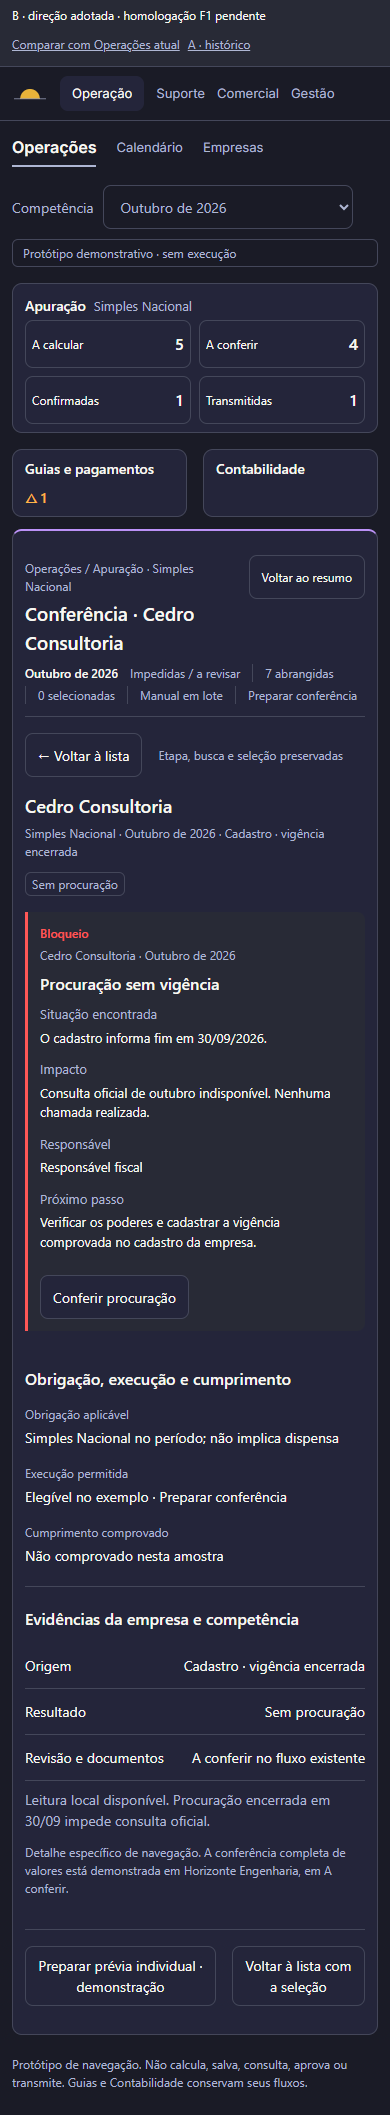 B · direção adotada · homologação F1 pendente
Comparar com Operações atual A · histórico
Operação Suporte Comercial Gestão
Operações Calendário Empresas
Competência Outubro de 2026
Protótipo demonstrativo · sem execução
Apuração Simples Nacional
A calcular 5 A conferir 4
Confirmadas 1 Transmitidas 1
Guias e pagamentos Contabilidade
△ 1
Operações / Apuração · Simples
Nacional
Voltar ao resumo
Conferência · Cedro
Consultoria
Outubro de 2026 Impedidas / a revisar 7 abrangidas
0 selecionadas Manual em lote Preparar conferência
← Voltar à lista Etapa, busca e seleção preservadas
Cedro Consultoria
Simples Nacional · Outubro de 2026 · Cadastro · vigência
encerrada
Sem procuração
Bloqueio
Cedro Consultoria · Outubro de 2026
Procuração sem vigência
Situação encontrada
O cadastro informa fim em 30/09/2026.
Impacto
Consulta oficial de outubro indisponível. Nenhuma
chamada realizada.
Responsável
Responsável fiscal
Próximo passo
Verificar os poderes e cadastrar a vigência
comprovada no cadastro da empresa.
Conferir procuração
Obrigação, execução e cumprimento
Obrigação aplicável
Simples Nacional no período; não implica dispensa
Execução permitida
Elegível no exemplo · Preparar conferência
Cumprimento comprovado
Não comprovado nesta amostra
Evidências da empresa e competência
Origem Cadastro · vigência encerrada
Resultado Sem procuração
Revisão e documentos A conferir no fluxo existente
Leitura local disponível. Procuração encerrada em
30/09 impede consulta oficial.
Detalhe específico de navegação. A conferência completa de
valores está demonstrada em Horizonte Engenharia, em A
conferir.
Preparar prévia individual ·
demonstração
Voltar à lista com
a seleção
Protótipo de navegação. Não calcula, salva, consulta, aprova ou
transmite. Guias e Contabilidade conservam seus fluxos.